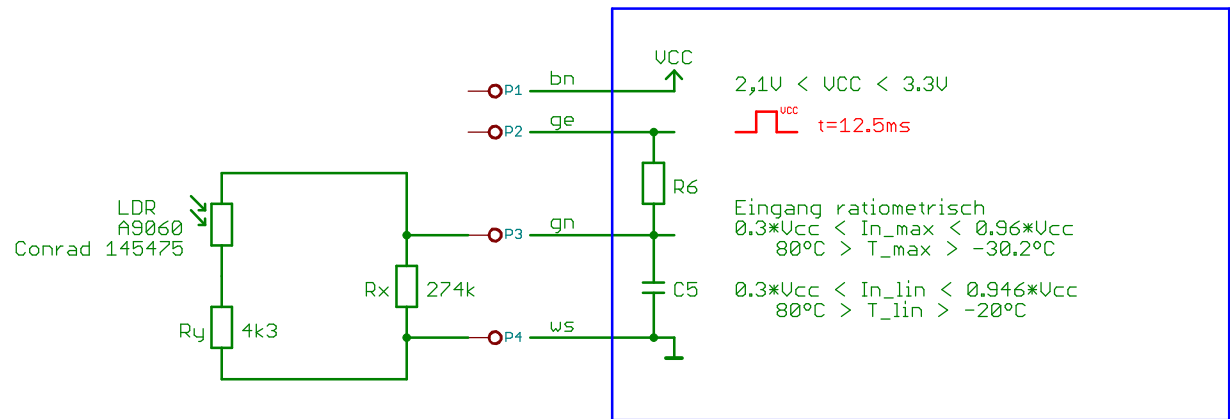 VCC
bn
P1
2,1V < VCC < 3.3V
ge
P2
VCC
t=12.5ms
R6
LDR
A9060
Conrad 145475
gn
P3
Eingang ratiometrisch
0.3*Vcc < In_max < 0.96*Vcc
80°C > T_max > -30.2°C
Rx 274k
C5
0.3*Vcc < In_lin < 0.946*Vcc
80°C > T_lin > -20°C
Ry 4k3
ws
P4